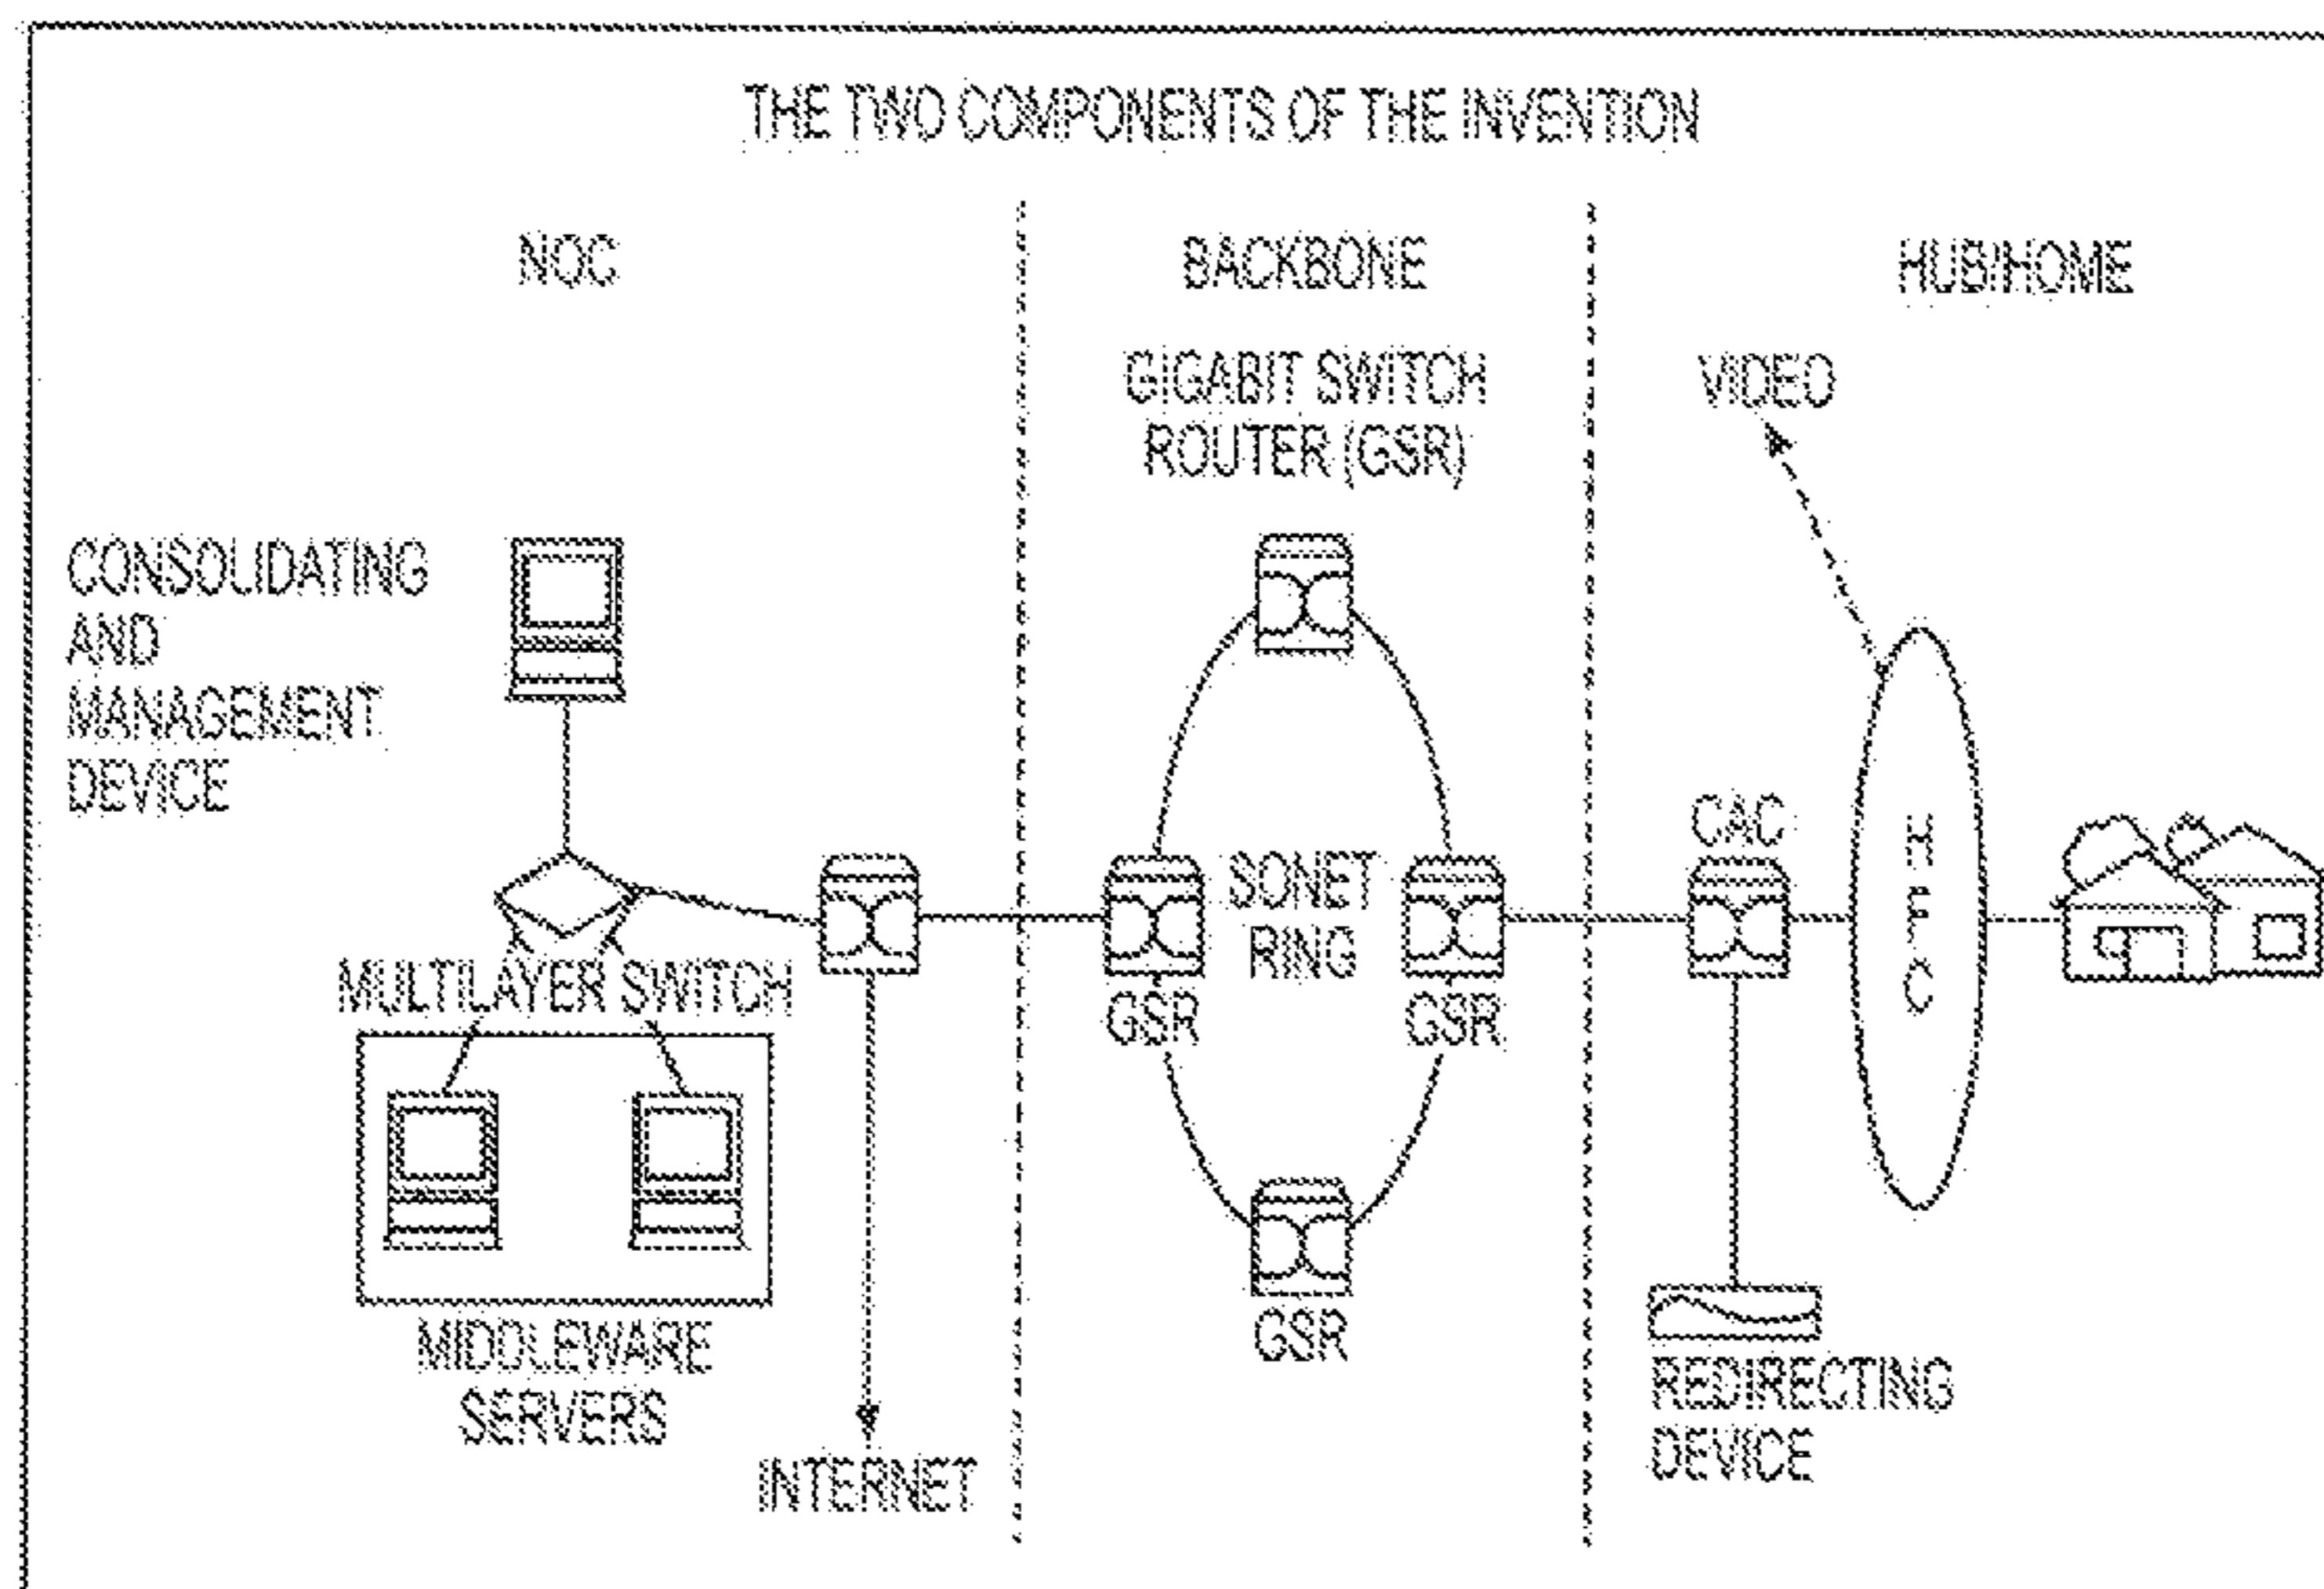 THE TWO COMPONENTS OF THE INVENTION
NOC
BACKBONE
HUB/HOME
GIGABIT SWITCH
ROUTER (GSR)
VIDEO
CONSOLIDATING
AND
MANAGEMENT
DEVICE
CAC
H
F
C
SONET
RING
MULTILAYER SWITCH
GSR
GSR
MIDDLEWARE
SERVERS
GSR
INTERNET
REDIRECTING
DEVICE